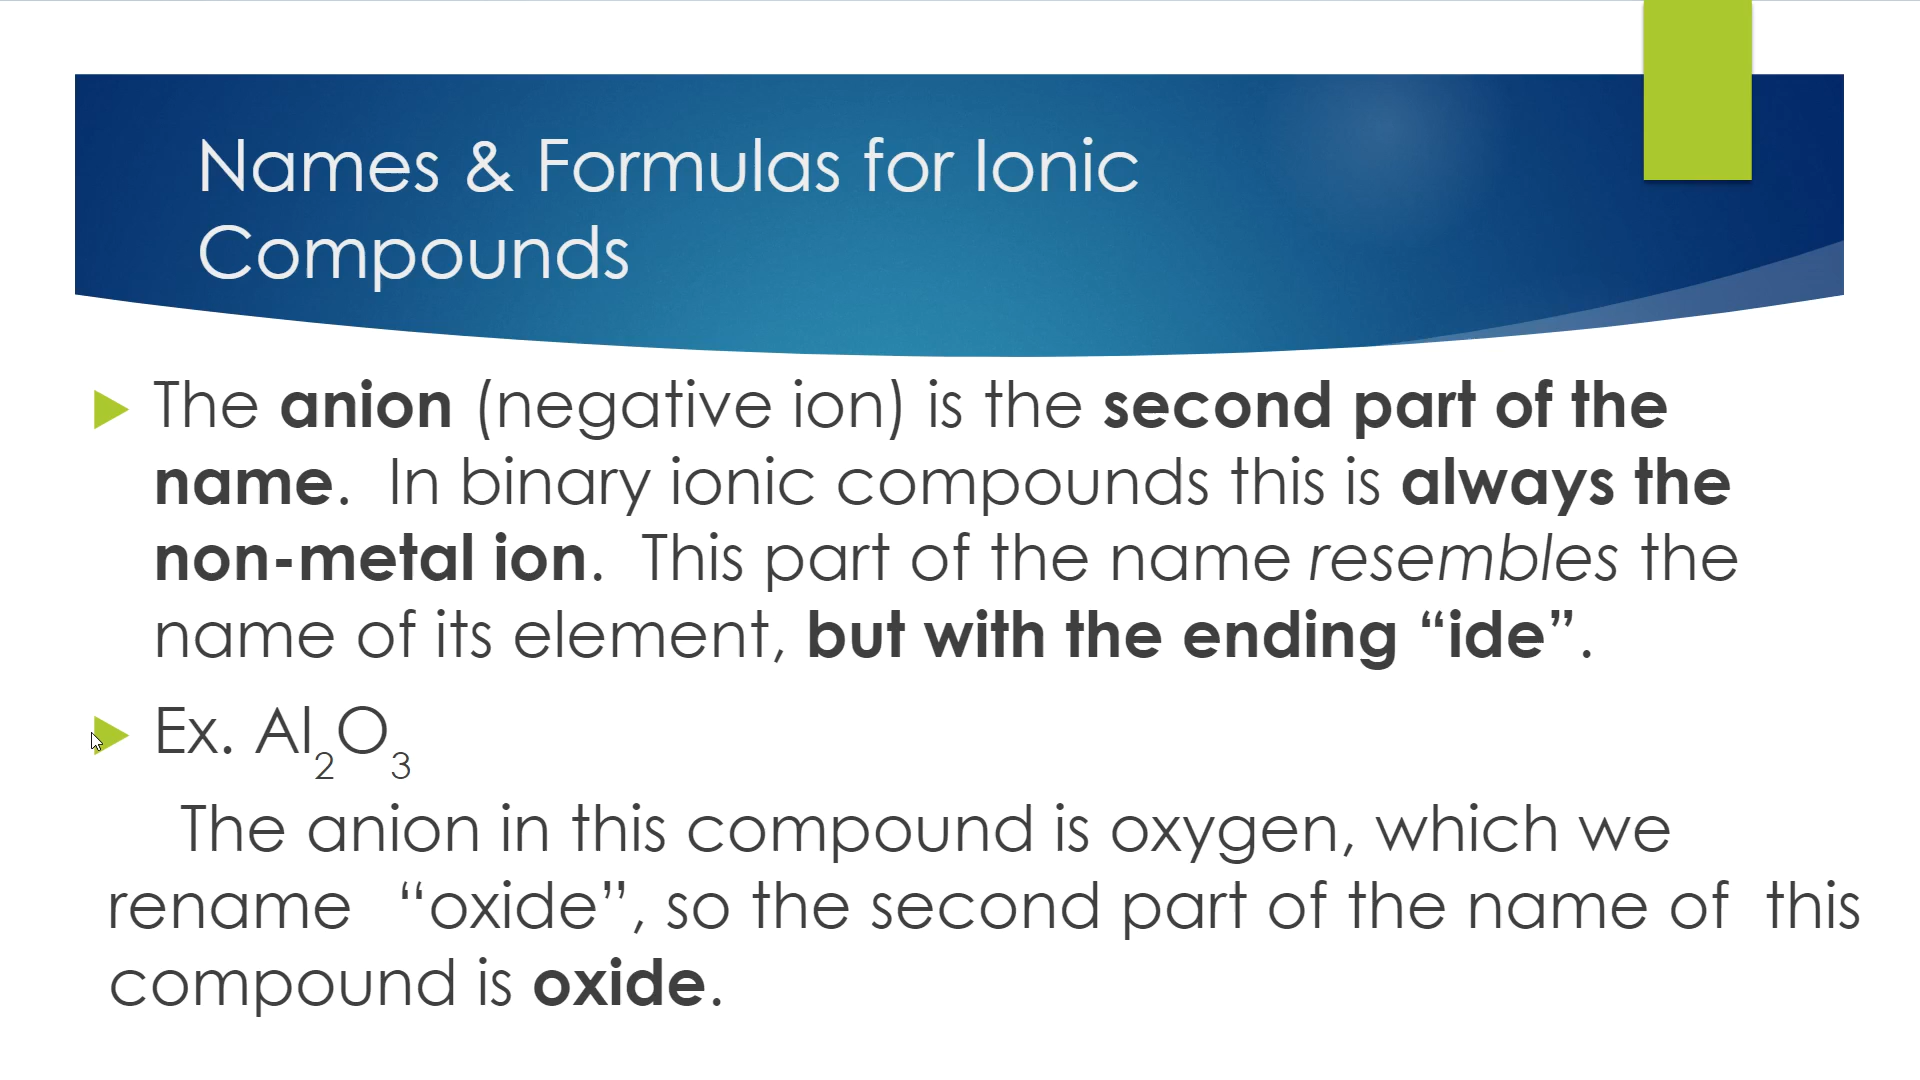 Names & Formulas for Ionic
Compounds
The anion (negative ion) is the second part of the
name.  In binary ionic compounds this is always the
non-metal ion.  This part of the name resembles the
name of its element, but with the ending “ide”.
Ex. Al₂O₃
The anion in this compound is oxygen, which we
rename  “oxide”, so the second part of the name of  this
compound is oxide.